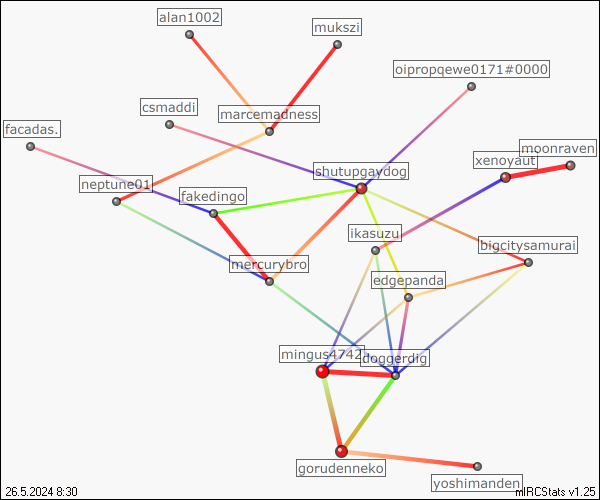 alan1002
mukszi
oipropqewe0171#0000
csmaddi
marcemadness
facadas.
moonraven
xenoyaut
shutupgaydog
neptune01
fakedingo
ikasuzu
bigcitysamurai
mercurybro
edgepanda
mingus4742
doggerdig
gorudenneko
yoshimanden
26.5.2024 8:30
mIRCStats v1.25